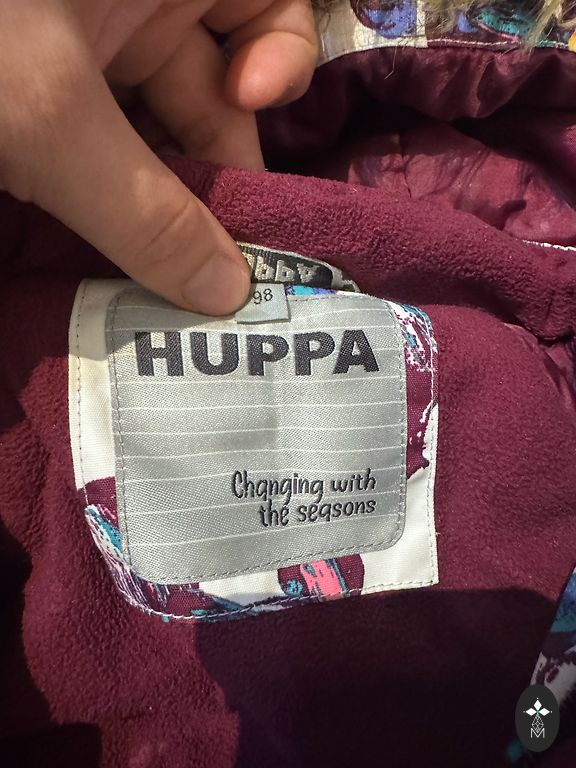 98
HUPPA
Changing with
the seasons
M